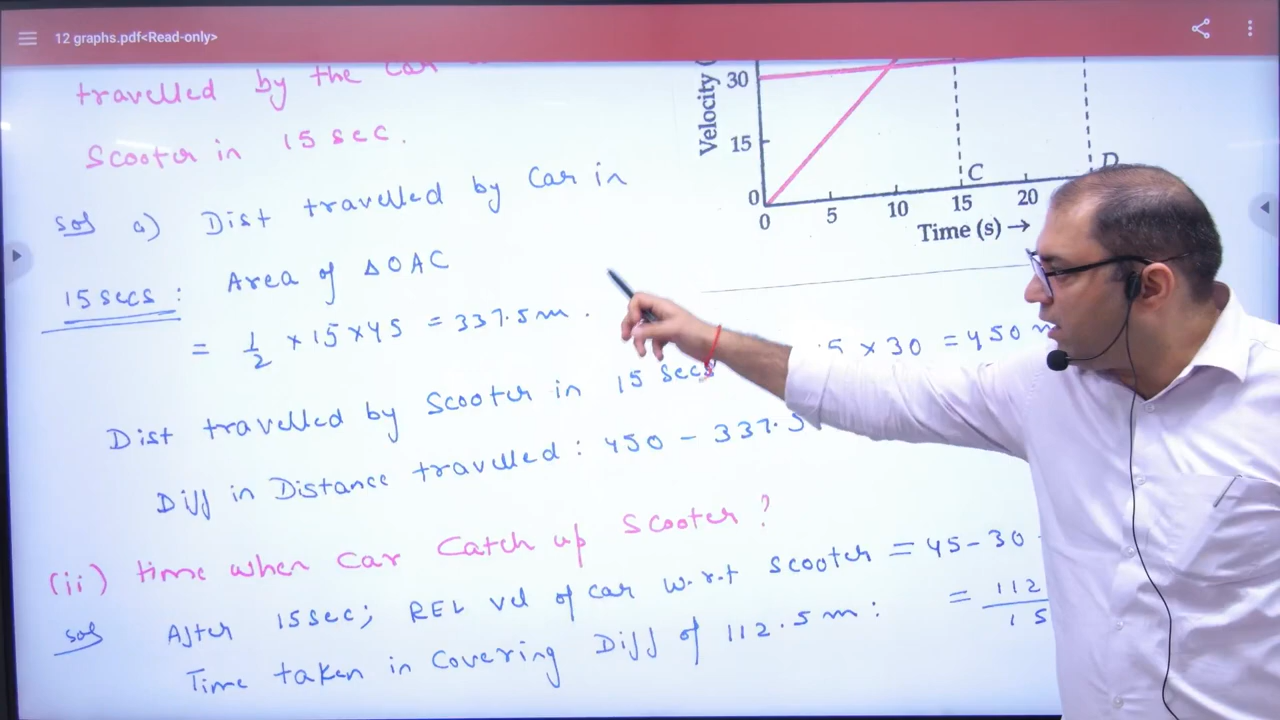 12 graphs.pdf<Read-only>
travelled by the Car
Scooter in 15 sec.
Sol a) Dist travelled by Car in
15 secs : Area of △OAC
= 1/2 × 15 × 45 = 337.5 m.
Dist travelled by Scooter in 15 secs
5 × 30 = 450 m
Diff in Distance travelled : 450 - 337.5
(ii) time when Car Catch up Scooter ?
Sol After 15sec; REL vel of car w.r.t scooter = 45 - 30
Time taken in Covering Diff of 112.5 m : = 112 / 15
Velocity (
30
15
0
0 5 10 15 20
C
D
Time (s) →